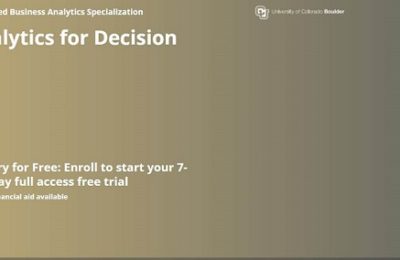 ed Business Analytics Specialization
University of Colorado Boulder
alytics for Decision
ry for Free: Enroll to start your 7-
ay full access free trial
nancial aid available